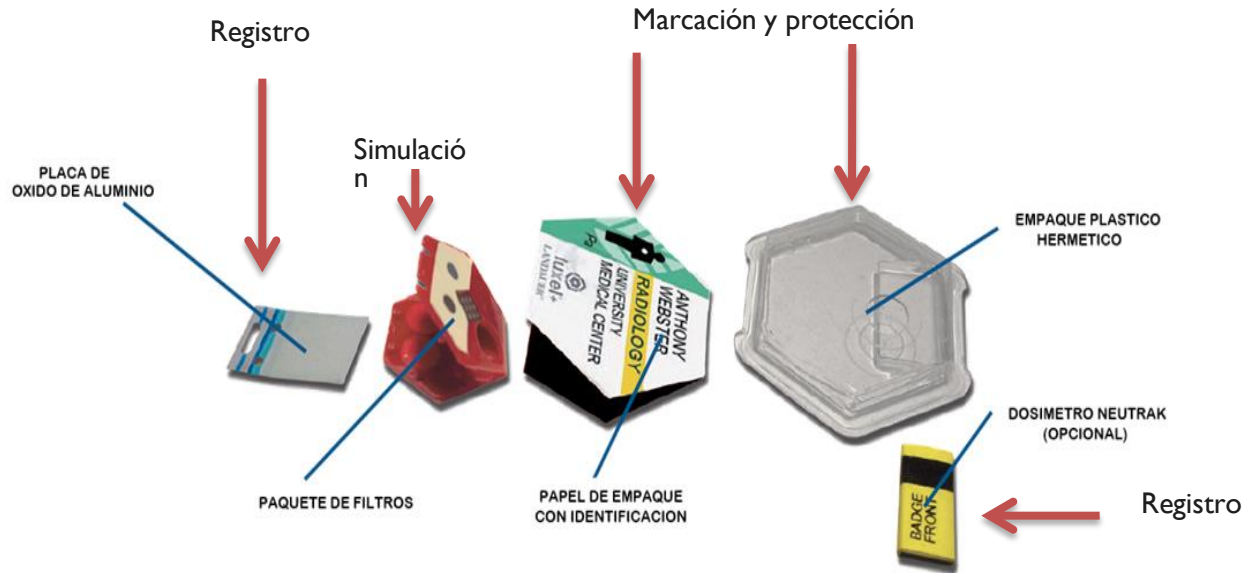 Registro
Marcación y protección
Simulació
n
PLACA DE
OXIDO DE ALUMINIO
EMPAQUE PLASTICO
HERMETICO
luxel+
LANDAUER
ANTHONY
WEBSTER
RADIOLOGY
UNIVERSITY
MEDICAL CENTER
DOSIMETRO NEUTRAK
(OPCIONAL)
PAQUETE DE FILTROS
PAPEL DE EMPAQUE
CON IDENTIFICACION
BADGE
FRONT
Registro